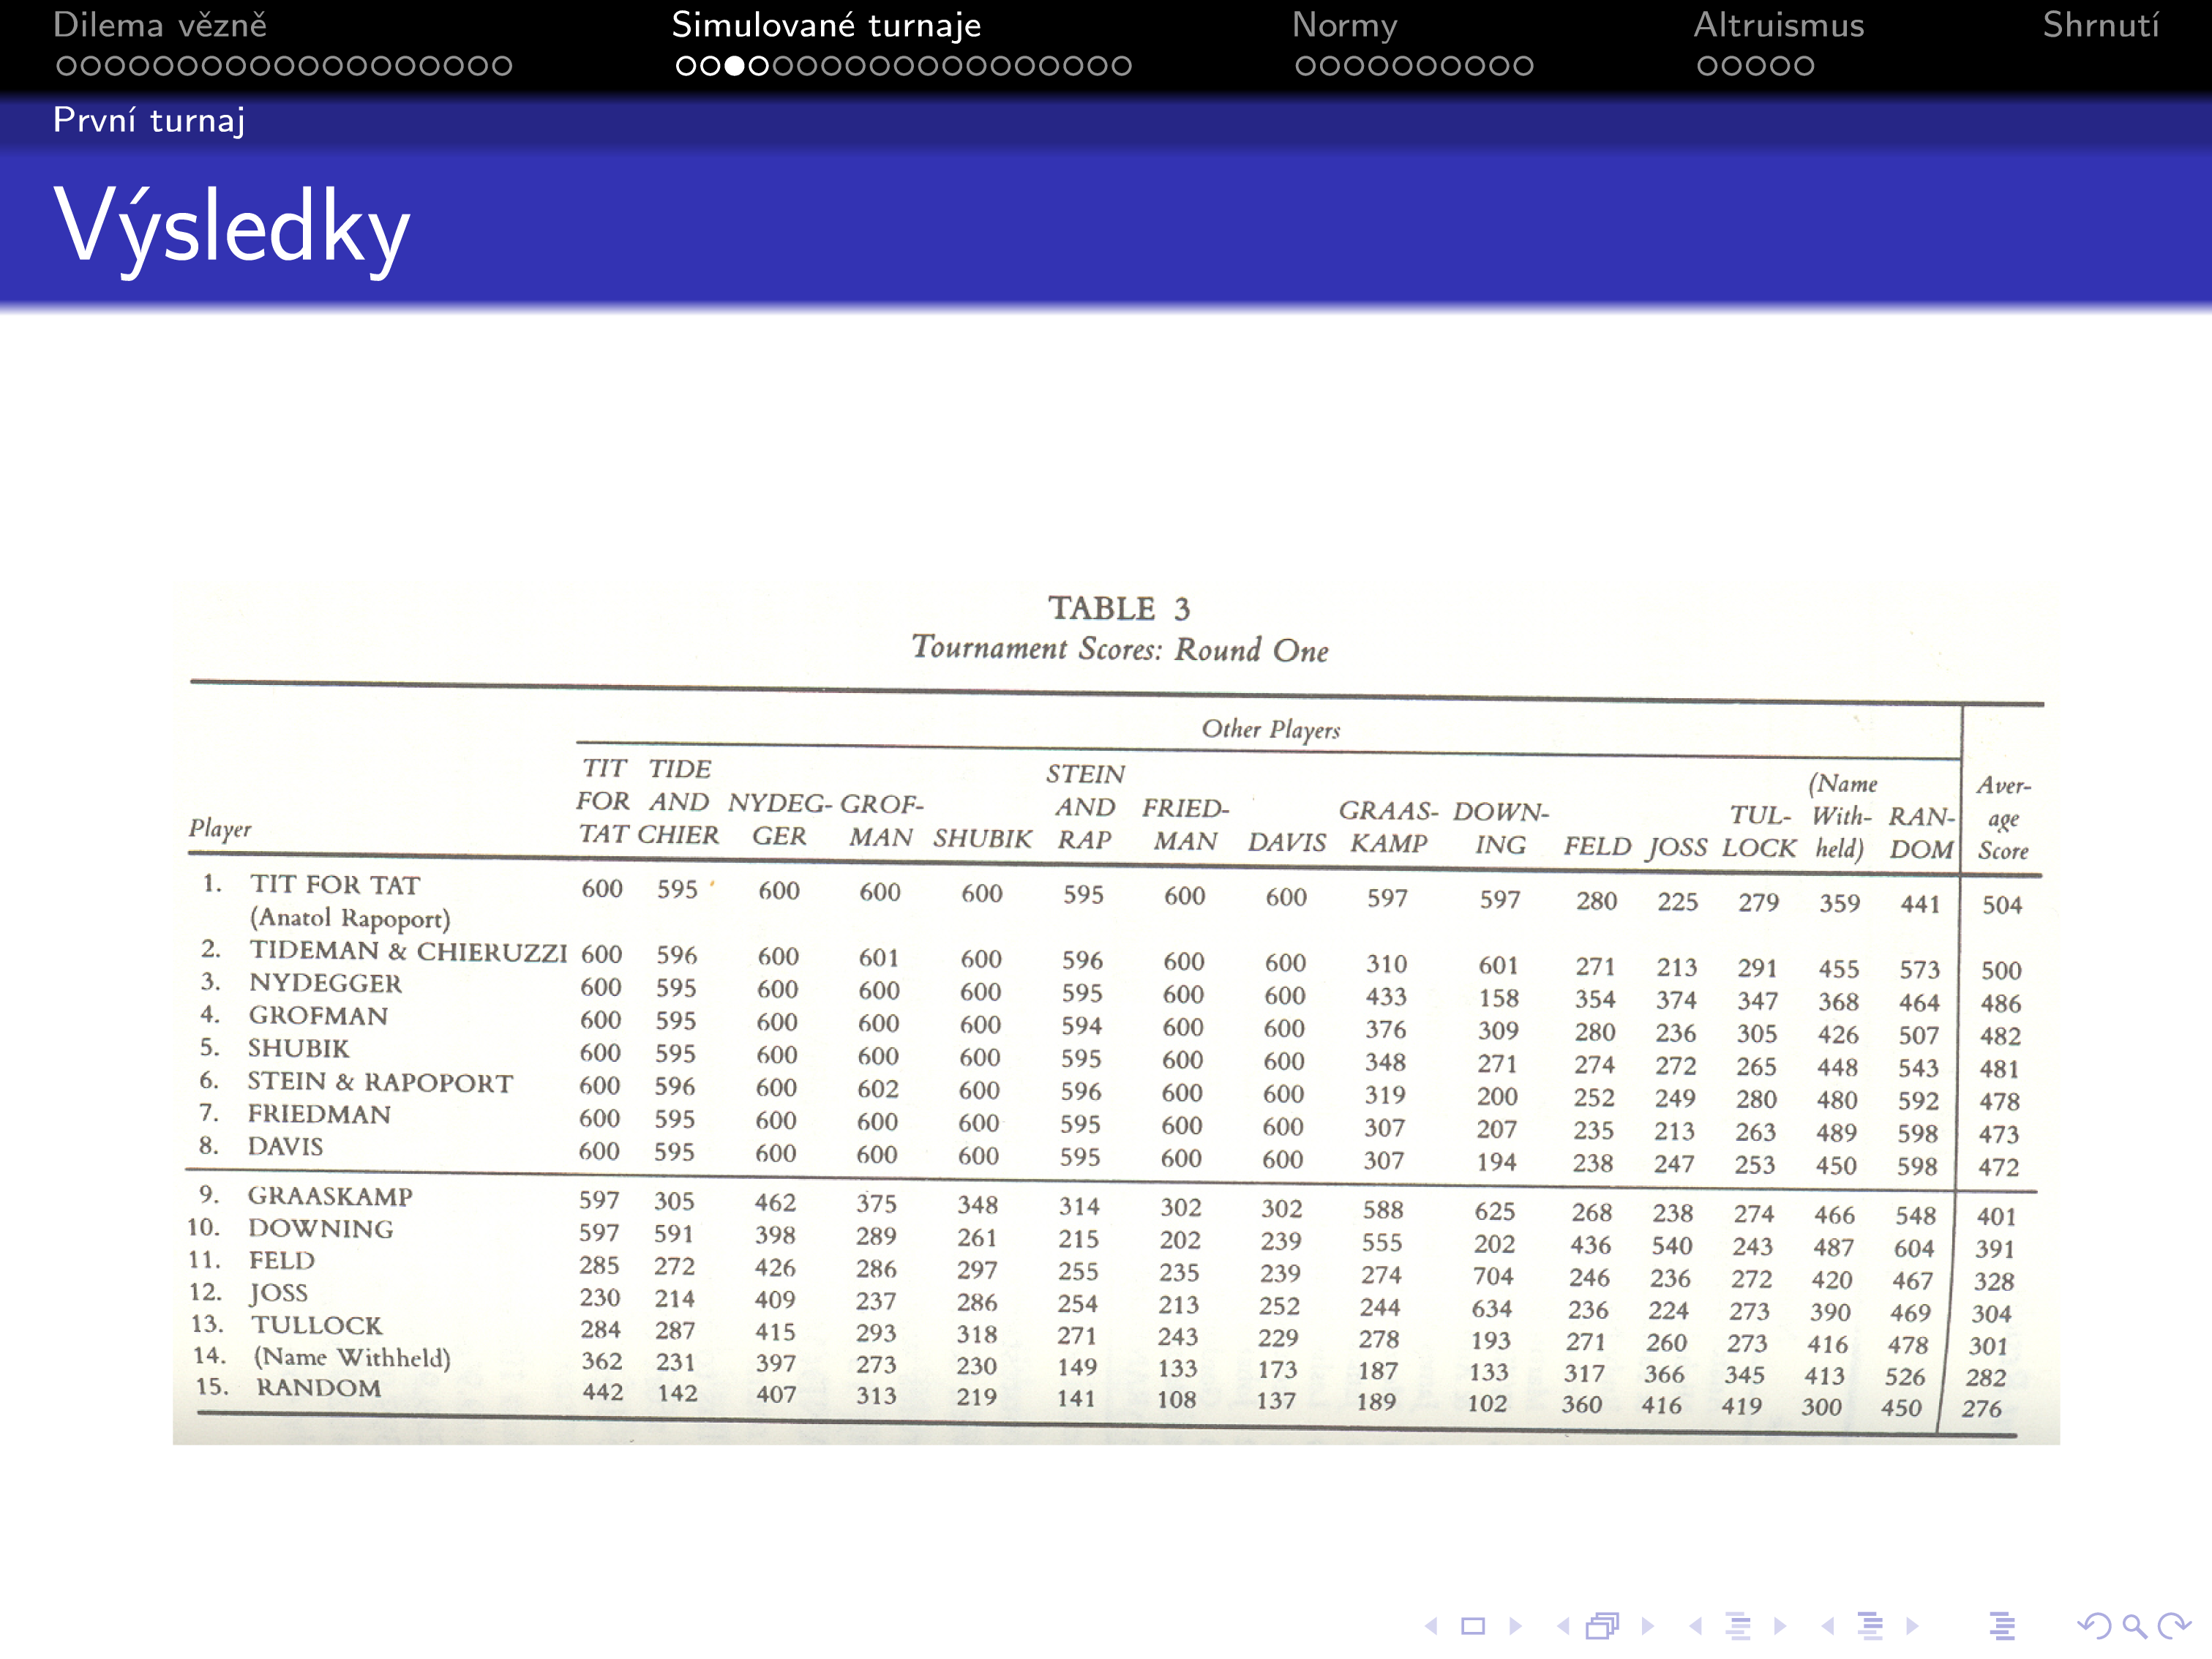 Dilema vězně Simulované turnaje Normy Altruismus Shrnutí
První turnaj
Výsledky
TABLE 3
Tournament Scores: Round One
Other Players
Player TIT FOR TAT TIDE AND CHIER NYDEG-GER GROF-MAN SHUBIK STEIN AND RAP FRIED-MAN DAVIS GRAAS-KAMP DOWN-ING FELD JOSS TUL-LOCK (Name With-held) RAN-DOM Aver-age Score
1. TIT FOR TAT 600 595 600 600 600 595 600 600 597 597 280 225 279 359 441 504
(Anatol Rapoport)
2. TIDEMAN & CHIERUZZI 600 596 600 601 600 596 600 600 310 601 271 213 291 455 573 500
3. NYDEGGER 600 595 600 600 600 595 600 600 433 158 354 374 347 368 464 486
4. GROFMAN 600 595 600 600 600 594 600 600 376 309 280 236 305 426 507 482
5. SHUBIK 600 595 600 600 600 595 600 600 348 271 274 272 265 448 543 481
6. STEIN & RAPOPORT 600 596 600 602 600 596 600 600 319 200 252 249 280 480 592 478
7. FRIEDMAN 600 595 600 600 600 595 600 600 307 207 235 213 263 489 598 473
8. DAVIS 600 595 600 600 600 595 600 600 307 194 238 247 253 450 598 472
9. GRAASKAMP 597 305 462 375 348 314 302 302 588 625 268 238 274 466 548 401
10. DOWNING 597 591 398 289 261 215 202 239 555 202 436 540 243 487 604 391
11. FELD 285 272 426 286 297 255 235 239 274 704 246 236 272 420 467 328
12. JOSS 230 214 409 237 286 254 213 252 244 634 236 224 273 390 469 304
13. TULLOCK 284 287 415 293 318 271 243 229 278 193 271 260 273 416 478 301
14. (Name Withheld) 362 231 397 273 230 149 133 173 187 133 317 366 345 413 526 282
15. RANDOM 442 142 407 313 219 141 108 137 189 102 360 416 419 300 450 276